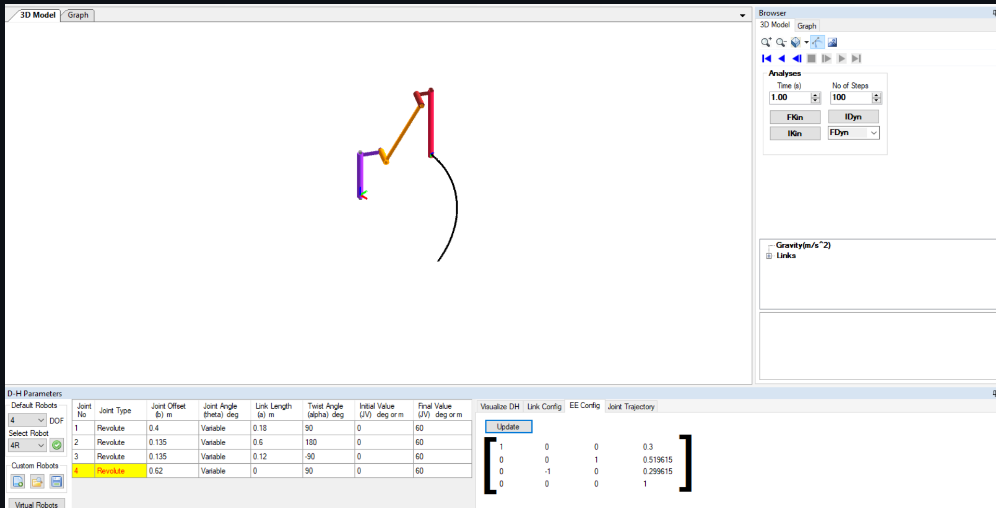 3D Model Graph
Browser
3D Model Graph
Analyses
Time (s) No of Steps
1.00 100
FKin IDyn
IKin FDyn
Gravity(m/s^2)
Links
D-H Parameters
Default Robots
4 DOF
Select Robot
4R
Custom Robots
Virtual Robots
Joint No Joint Type Joint Offset (b) m Joint Angle (theta) deg Link Length (a) m Twist Angle (alpha) deg Initial Value (JV) deg or m Final Value (JV) deg or m
1 Revolute 0.4 Variable 0.18 90 0 60
2 Revolute 0.135 Variable 0.6 180 0 60
3 Revolute 0.135 Variable 0.12 -90 0 60
4 Revolute 0.62 Variable 0 90 0 60
Visualize DH Link Config EE Config Joint Trajectory
Update
1 0 0 0.3
0 0 1 0.519615
0 -1 0 0.299615
0 0 0 1